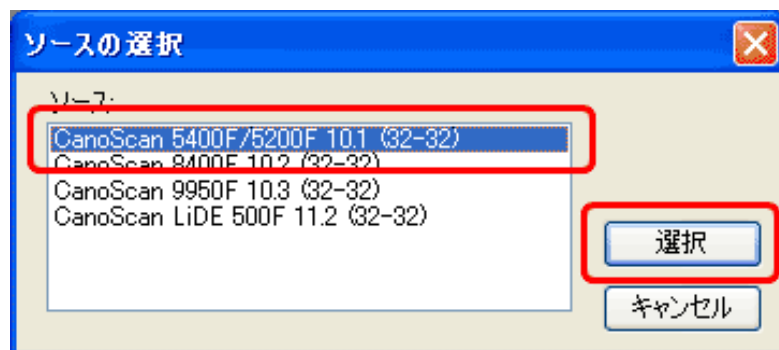 ソースの選択
ソース:
CanoScan 5400F/5200F 10.1 (32-32)
CanoScan 8400F 10.2 (32-32)
CanoScan 9950F 10.3 (32-32)
CanoScan LiDE 500F 11.2 (32-32)
選択
キャンセル